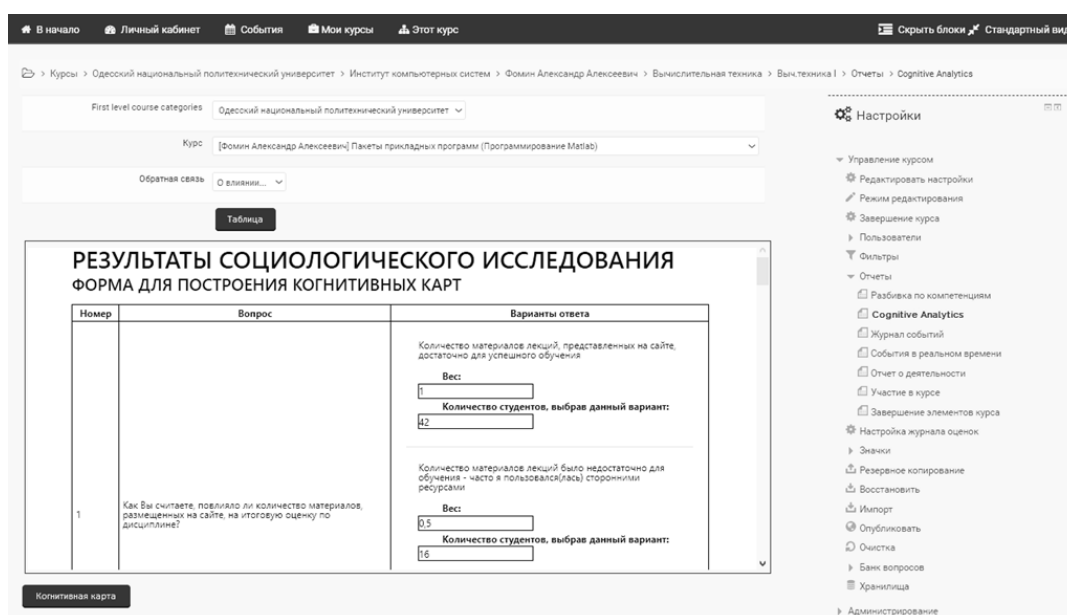 В начало Личный кабинет События Мои курсы Этот курс Скрыть блоки Стандартный вид
> Курсы > Одесский национальный политехнический университет > Институт компьютерных систем > Фомин Александр Алексеевич > Вычислительная техника > Выч.техника I > Отчеты > Cognitive Analytics
First level course categories
Одесский национальный политехнический университет
Курс
[Фомин Александр Алексеевич] Пакеты прикладных программ (Программирование Matlab)
Обратная связь
О влиянии...
Таблица
РЕЗУЛЬТАТЫ СОЦИОЛОГИЧЕСКОГО ИССЛЕДОВАНИЯ
ФОРМА ДЛЯ ПОСТРОЕНИЯ КОГНИТИВНЫХ КАРТ
Номер Вопрос Варианты ответа
1
Как Вы считаете, повлияло ли количество материалов,
размещенных на сайте, на итоговую оценку по
дисциплине?
Количество материалов лекций, представленных на сайте,
достаточно для успешного обучения
Вес:
1
Количество студентов, выбрав данный вариант:
42
Количество материалов лекций было недостаточно для
обучения - часто я пользовался(лась) сторонними
ресурсами
Вес:
0,5
Количество студентов, выбрав данный вариант:
16
Когнитивная карта
Настройки
Управление курсом
Редактировать настройки
Режим редактирования
Завершение курса
Пользователи
Фильтры
Отчеты
Разбивка по компетенциям
Cognitive Analytics
Журнал событий
События в реальном времени
Отчет о деятельности
Участие в курсе
Завершение элементов курса
Настройка журнала оценок
Значки
Резервное копирование
Восстановить
Импорт
Опубликовать
Очистка
Банк вопросов
Хранилища
Администрирование